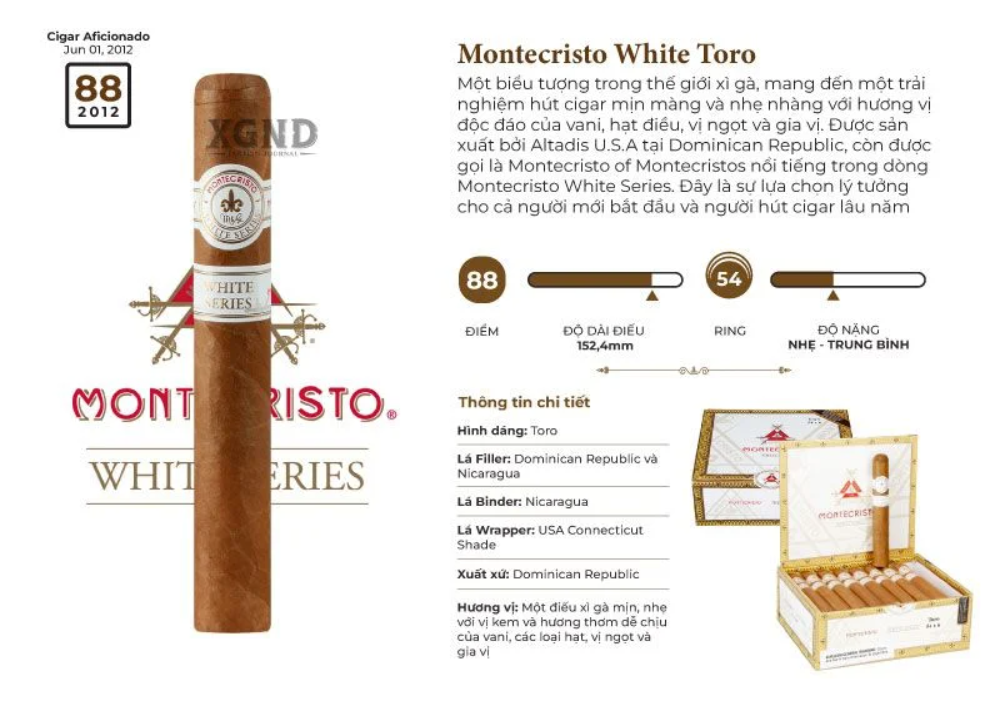 Cigar Aficionado
Jun 01, 2012
88
2012
XGND
MONTECRISTO
WHITE SERIES
WHITE
SERIES
MONT RISTO®
WHIT ERIES
Montecristo White Toro
Một biểu tượng trong thế giới xì gà, mang đến một trải
nghiệm hút cigar mịn màng và nhẹ nhàng với hương vị
độc đáo của vani, hạt điều, vị ngọt và gia vị. Được sản
xuất bởi Altadis U.S.A tại Dominican Republic, còn được
gọi là Montecristo of Montecristos nổi tiếng trong dòng
Montecristo White Series. Đây là sự lựa chọn lý tưởng
cho cả người mới bắt đầu và người hút cigar lâu năm
88
54
ĐIỂM
ĐỘ DÀI ĐIẾU
152,4mm
RING
ĐỘ NẶNG
NHẸ - TRUNG BÌNH
Thông tin chi tiết
Hình dáng: Toro
Lá Filler: Dominican Republic và
Nicaragua
Lá Binder: Nicaragua
Lá Wrapper: USA Connecticut
Shade
Xuất xứ: Dominican Republic
Hương vị: Một điếu xì gà mịn, nhẹ
với vị kem và hương thơm dễ chịu
của vani, các loại hạt, vị ngọt và
gia vị
MONTECRIST
Toro